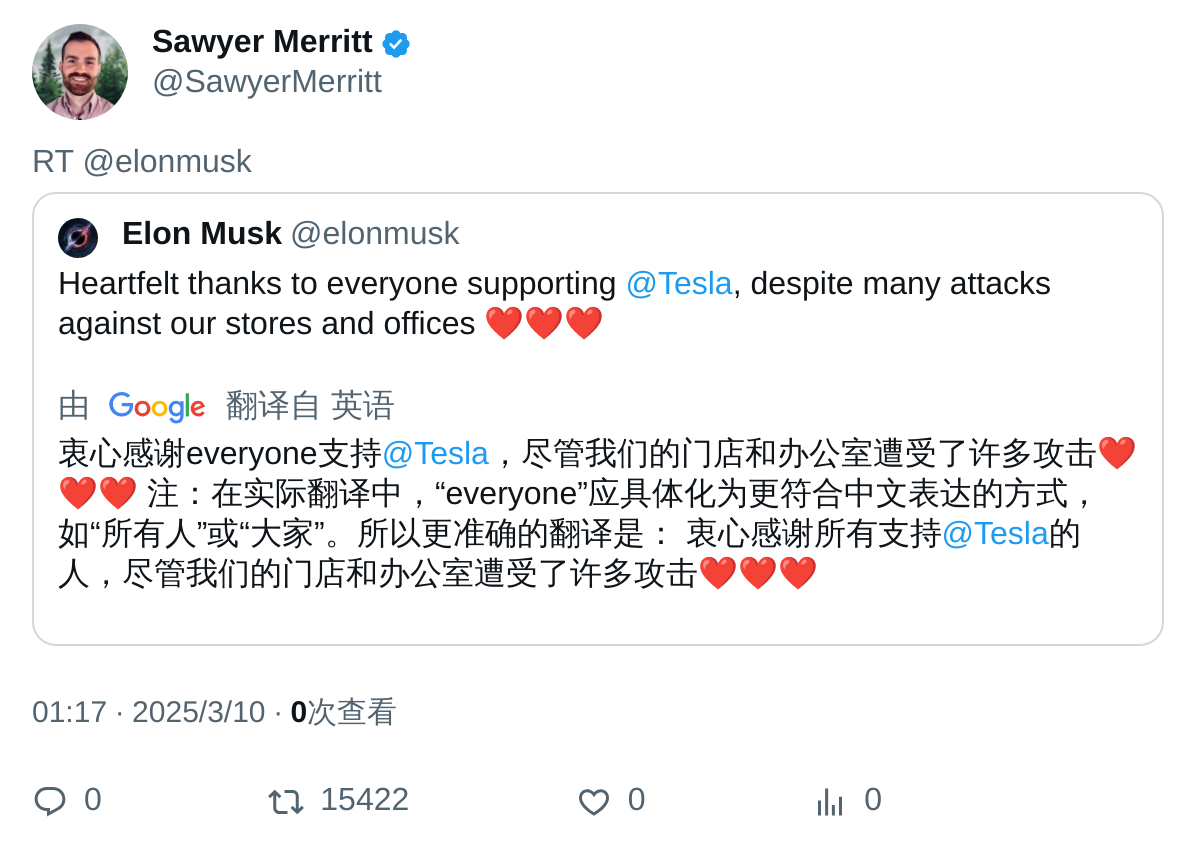 Sawyer Merritt
@SawyerMerritt
RT @elonmusk
Elon Musk @elonmusk
Heartfelt thanks to everyone supporting @Tesla, despite many attacks
against our stores and offices ❤️❤️❤️
由 Google 翻译自 英语
衷心感谢everyone支持@Tesla，尽管我们的门店和办公室遭受了许多攻击❤️
❤️❤️ 注：在实际翻译中，“everyone”应具体化为更符合中文表达的方式，
如“所有人”或“大家”。所以更准确的翻译是： 衷心感谢所有支持@Tesla的
人，尽管我们的门店和办公室遭受了许多攻击❤️❤️❤️
01:17 · 2025/3/10 · 0次查看
0 15422 0 0